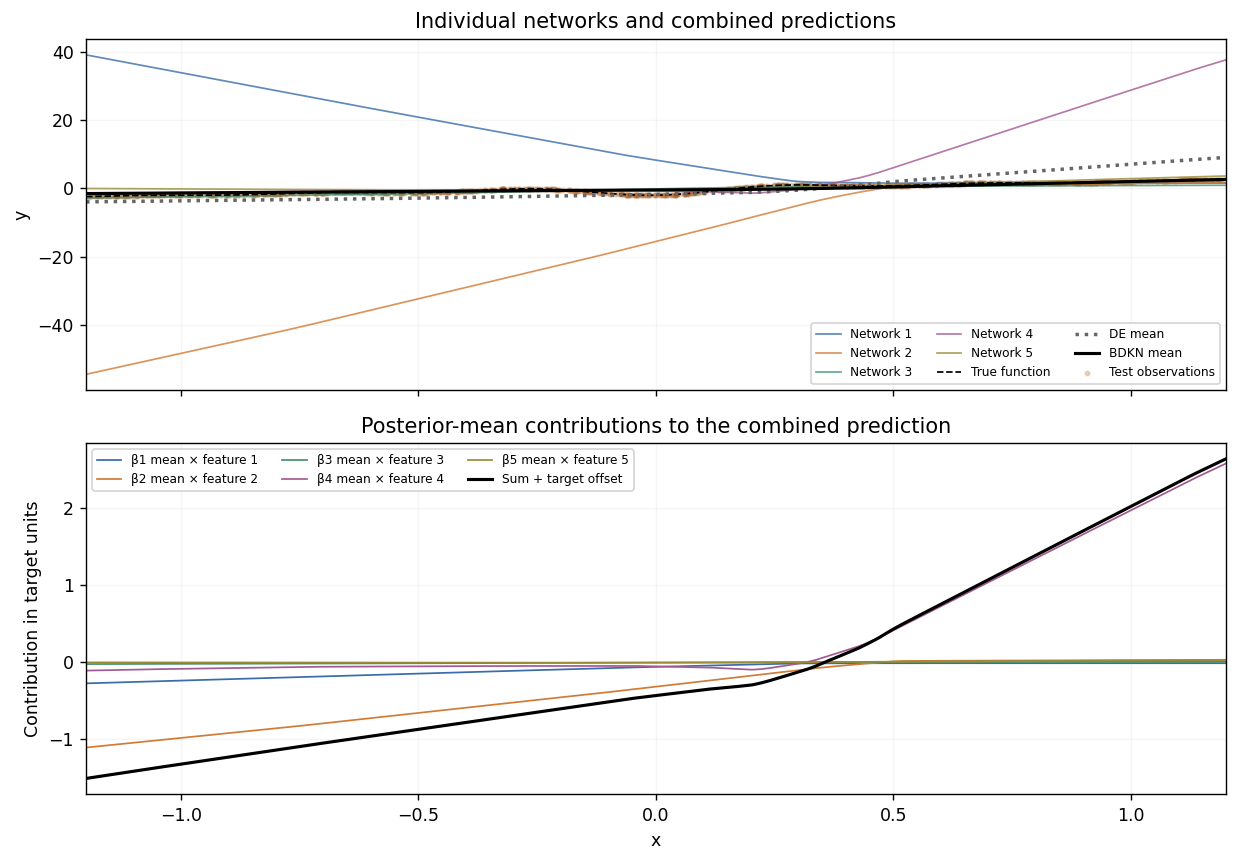 Individual networks and combined predictions
40
20
0
−20
−40
y
Network 1 Network 4 DE mean
Network 2 Network 5 BDKN mean
Network 3 True function Test observations
Posterior-mean contributions to the combined prediction
β1 mean × feature 1 β3 mean × feature 3 β5 mean × feature 5
β2 mean × feature 2 β4 mean × feature 4 Sum + target offset
2
1
0
−1
Contribution in target units
−1.0 −0.5 0.0 0.5 1.0
x